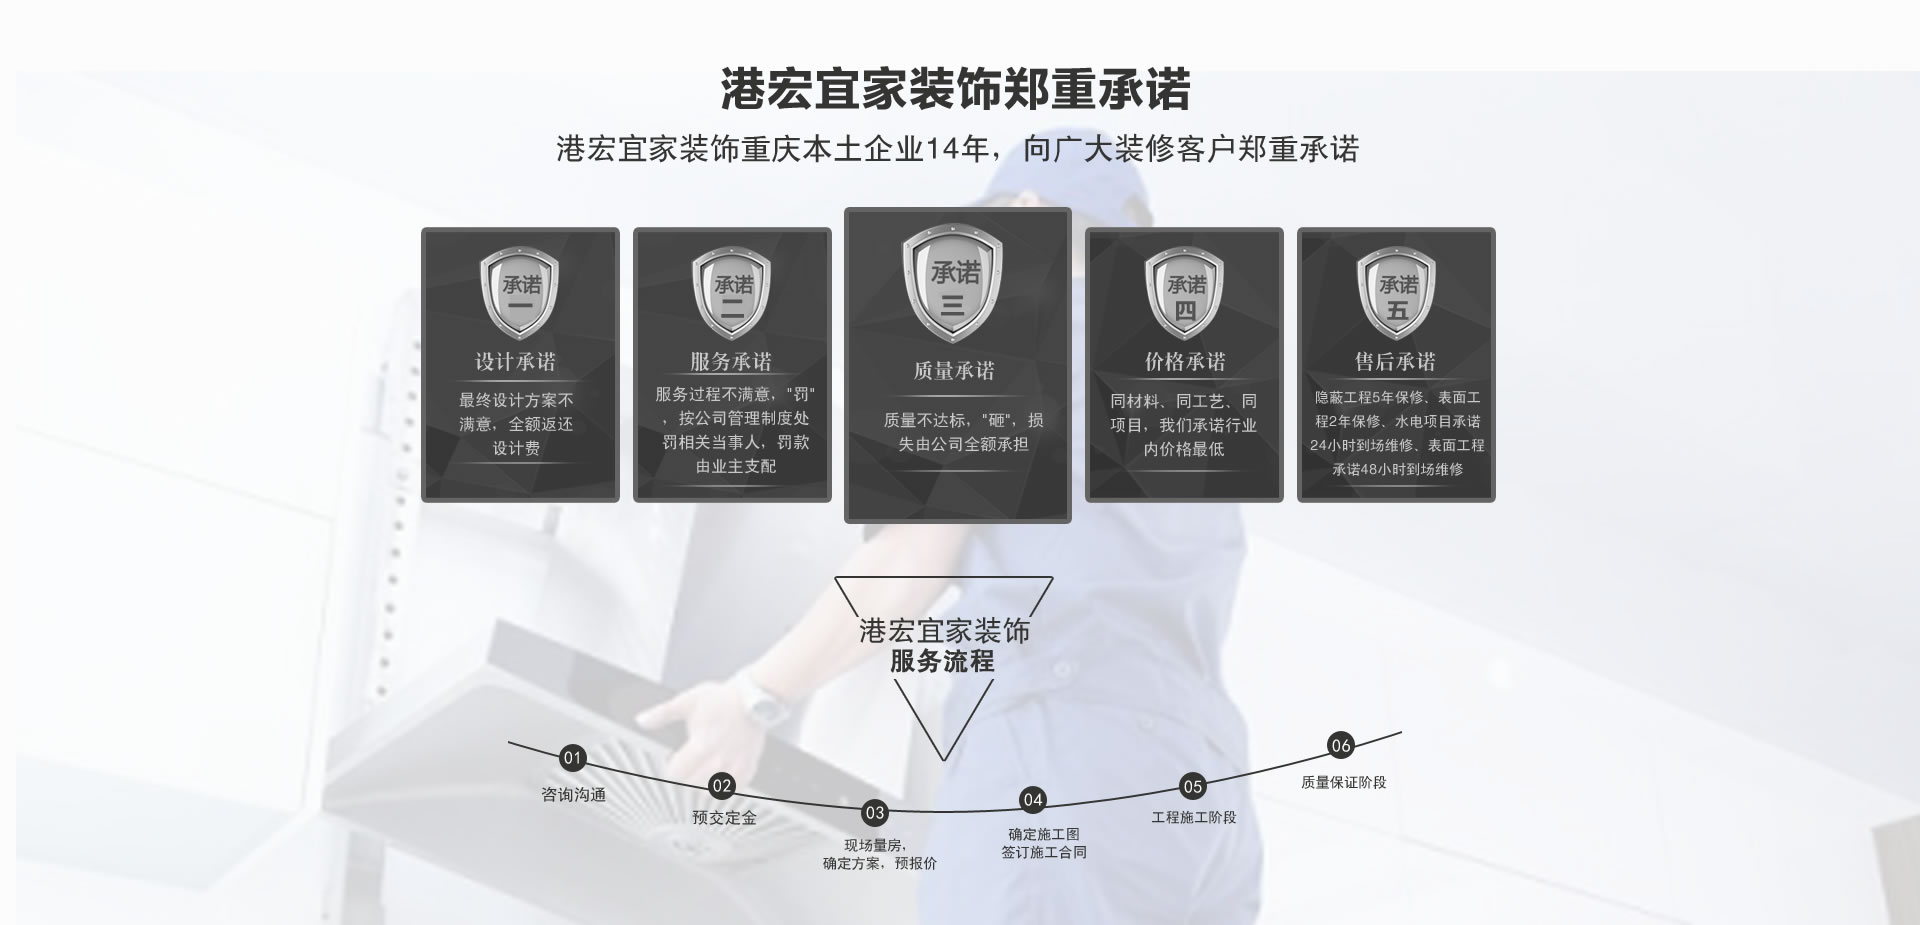 港宏宜家装饰郑重承诺
港宏宜家装饰重庆本土企业14年，向广大装修客户郑重承诺
承诺
一
设计承诺
最终设计方案不
满意，全额返还
设计费
承诺
二
服务承诺
服务过程不满意，"罚"
，按公司管理制度处
罚相关当事人，罚款
由业主支配
承诺
三
质量承诺
质量不达标，"砸"，损
失由公司全额承担
承诺
四
价格承诺
同材料、同工艺、同
项目，我们承诺行业
内价格最低
承诺
五
售后承诺
隐蔽工程5年保修、表面工
程2年保修、水电项目承诺
24小时到场维修、表面工程
承诺48小时到场维修
港宏宜家装饰
服务流程
01
咨询沟通
02
预交定金
03
现场量房，
确定方案，预报价
04
确定施工图
签订施工合同
05
工程施工阶段
06
质量保证阶段